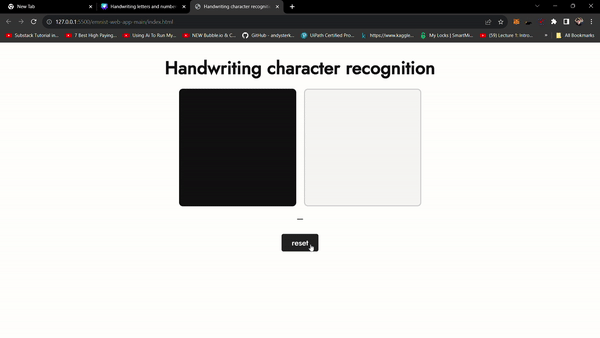 New Tab
Handwriting letters and number
Handwriting character recogniti
127.0.0.1:5500/emnist-web-app-main/index.html
Substack Tutorial in...
7 Best High Paying...
Using Ai To Run My...
NEW Bubble.io & C...
GitHub - andysterk...
UiPath Certified Pro...
https://www.kaggle...
My Locks | SmartMi...
(59) Lecture 1: Intro...
»
All Bookmarks
Handwriting character recognition
–
reset